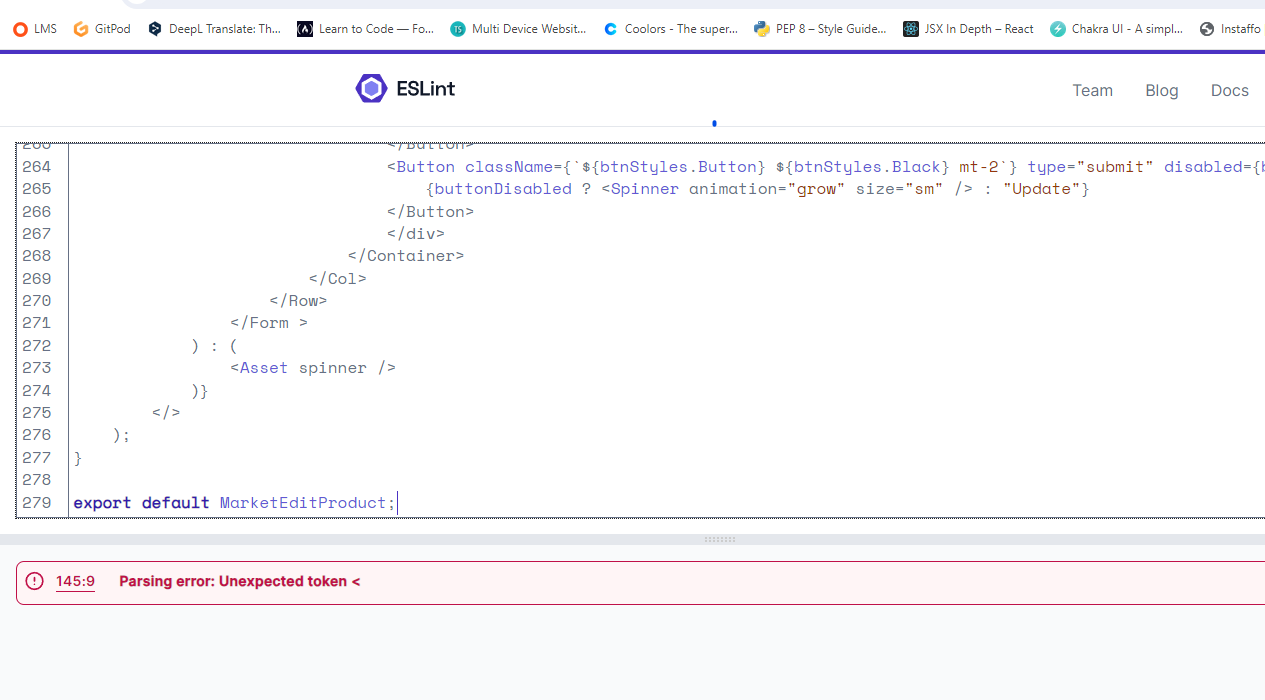 LMS GitPod DeepL Translate: Th... Learn to Code — Fo... Multi Device Websit... Coolors - The super... PEP 8 – Style Guide... JSX In Depth – React Chakra UI - A simpl... Instaffo
ESLint Team Blog Docs
264 <Button className={`${btnStyles.Button} ${btnStyles.Black} mt-2`} type="submit" disabled={b
265 {buttonDisabled ? <Spinner animation="grow" size="sm" /> : "Update"}
266 </Button>
267 </div>
268 </Container>
269 </Col>
270 </Row>
271 </Form >
272 ) : (
273 <Asset spinner />
274 )}
275 </>
276 );
277 }
278
279 export default MarketEditProduct;
145:9 Parsing error: Unexpected token <